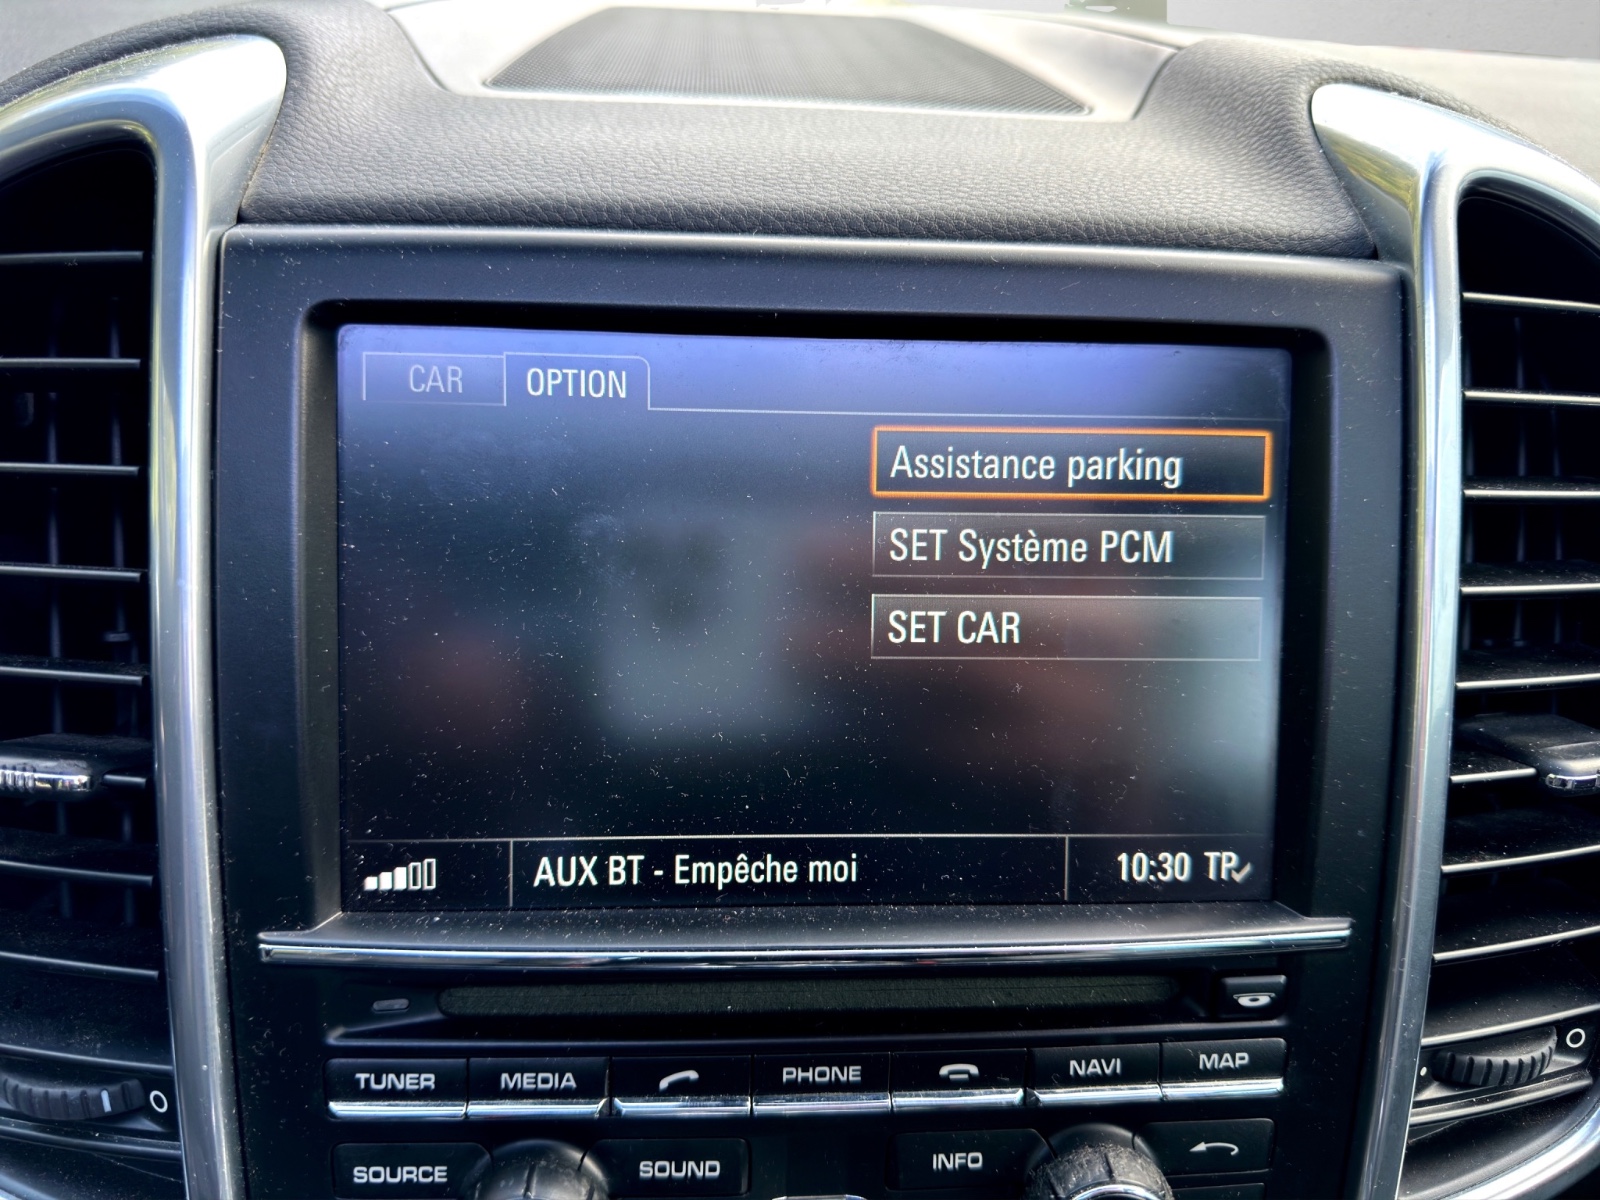 CAR OPTION
Assistance parking
SET Système PCM
SET CAR
AUX BT - Empêche moi 10:30 TP
TUNER MEDIA PHONE NAVI MAP
SOURCE SOUND INFO